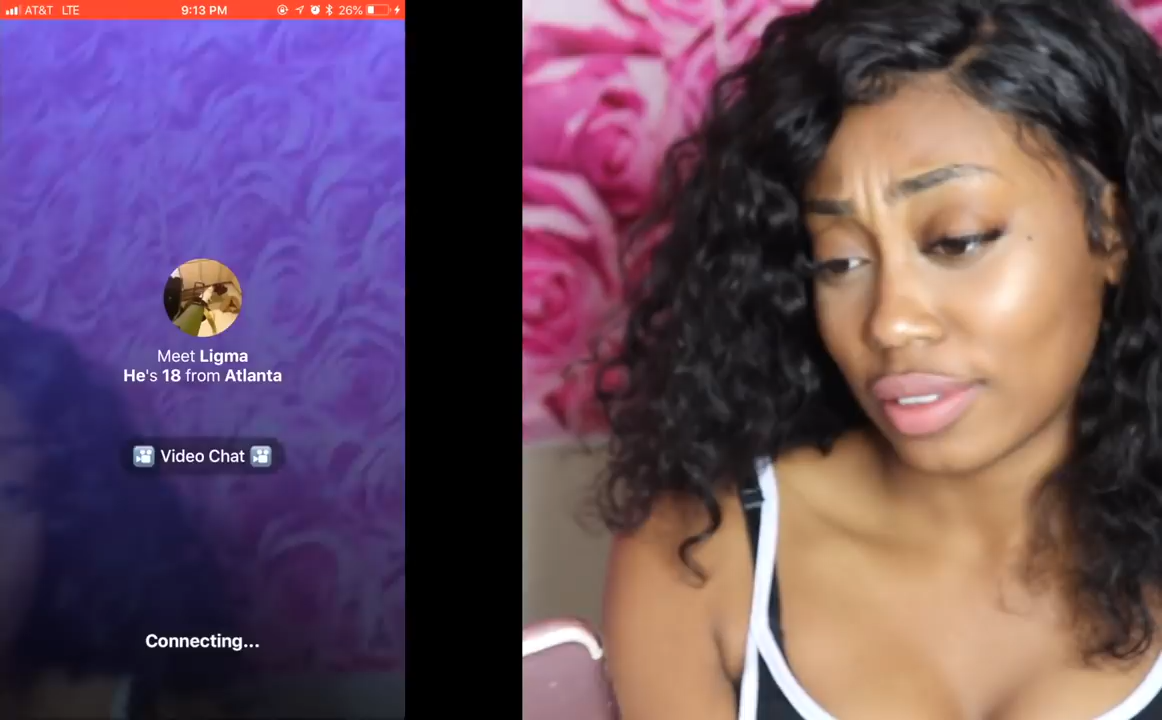 AT&T LTE 9:13 PM 26%
Meet Ligma
He's 18 from Atlanta
Video Chat
Connecting...